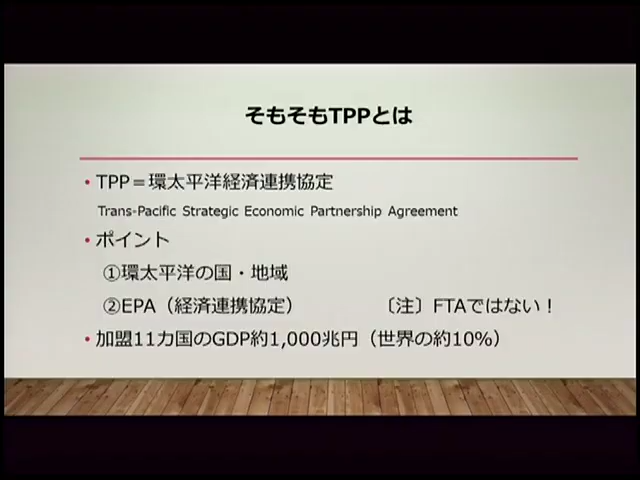 そもそもTPPとは
• TPP＝環太平洋経済連携協定
Trans-Pacific Strategic Economic Partnership Agreement
• ポイント
①環太平洋の国・地域
②EPA（経済連携協定） 〔注〕FTAではない！
• 加盟11カ国のGDP約1,000兆円（世界の約10%）